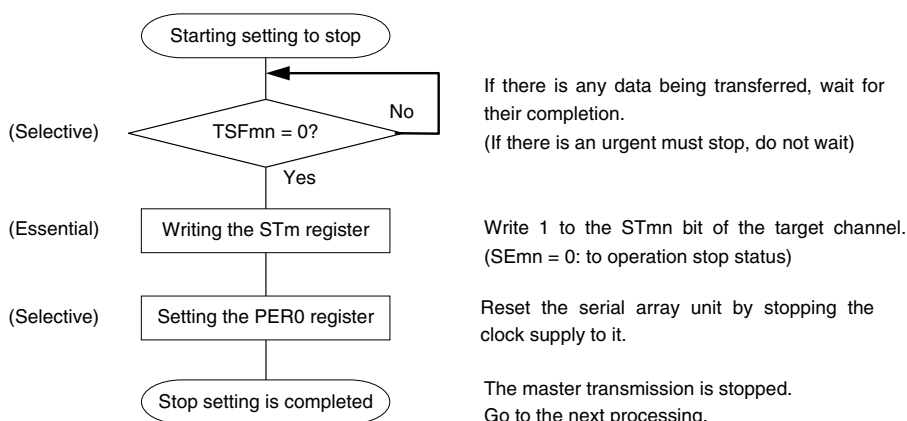 Starting setting to stop
If there is any data being transferred, wait for
their completion.
(If there is an urgent must stop, do not wait)
No
(Selective)
TSFmn = 0?
Yes
(Essential)
Writing the STm register
Write 1 to the STmn bit of the target channel.
(SEmn = 0: to operation stop status)
(Selective)
Setting the PER0 register
Reset the serial array unit by stopping the
clock supply to it.
Stop setting is completed
The master transmission is stopped.
Go to the next processing.